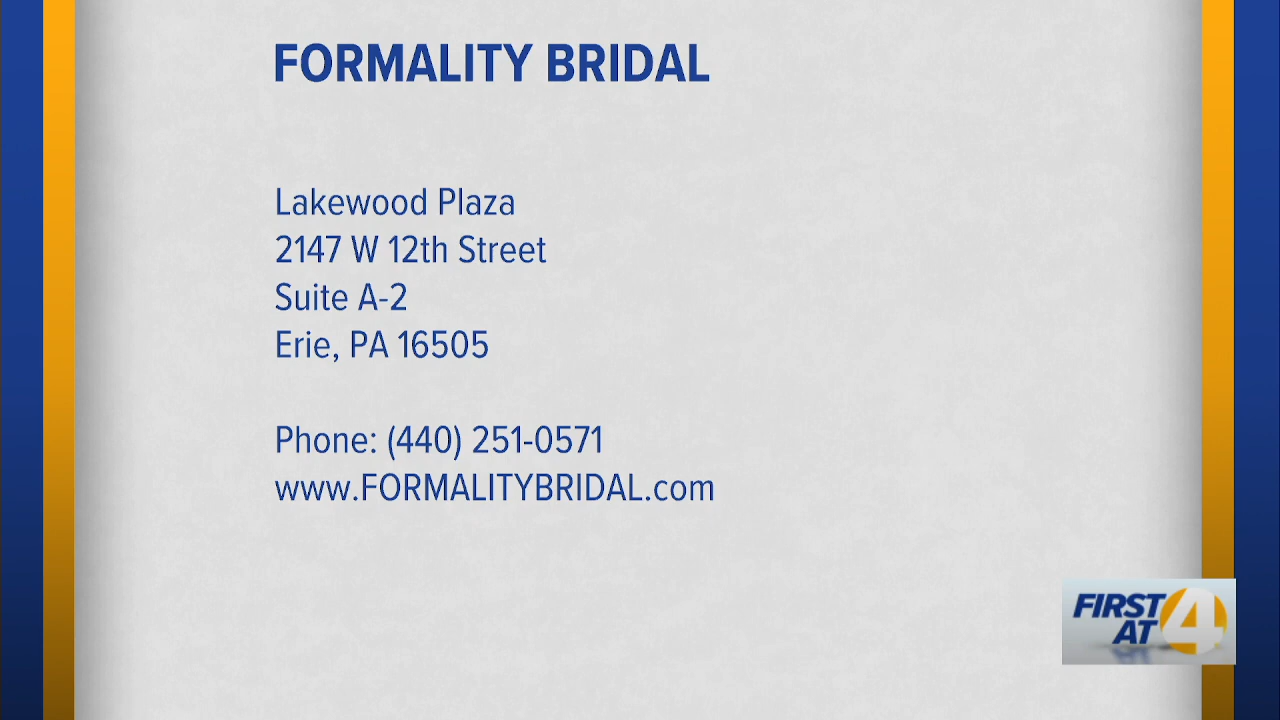 FORMALITY BRIDAL
Lakewood Plaza
2147 W 12th Street
Suite A-2
Erie, PA 16505
Phone: (440) 251-0571
www.FORMALITYBRIDAL.com
FIRST
AT 4